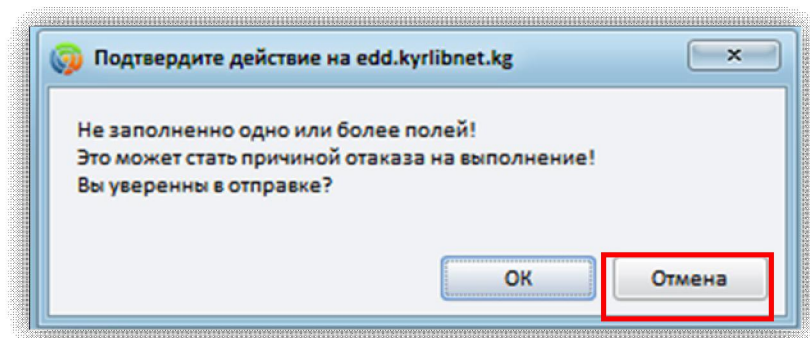 Подтвердите действие на edd.kyrlibnet.kg
Не заполненно одно или более полей!
Это может стать причиной отаказа на выполнение!
Вы уверенны в отправке?
ОК
Отмена